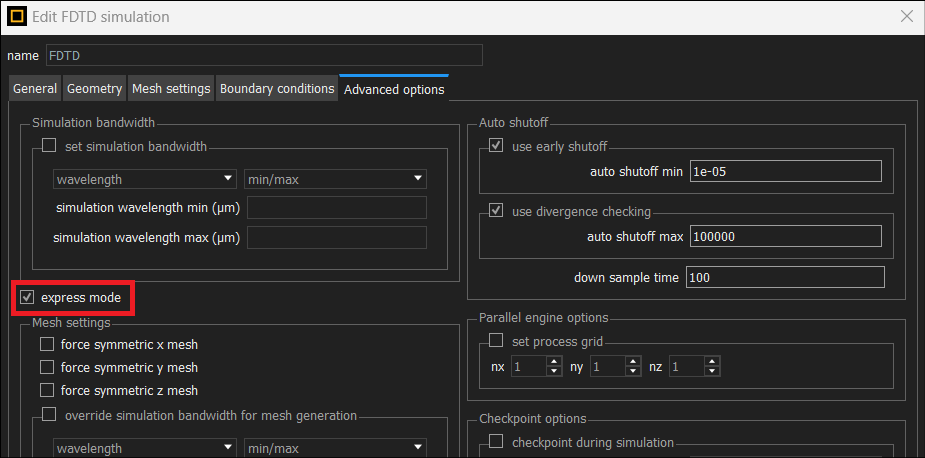 Edit FDTD simulation
name FDTD
General Geometry Mesh settings Boundary conditions Advanced options
Simulation bandwidth
set simulation bandwidth
wavelength min/max
simulation wavelength min (µm)
simulation wavelength max (µm)
express mode
Mesh settings
force symmetric x mesh
force symmetric y mesh
force symmetric z mesh
override simulation bandwidth for mesh generation
wavelength min/max
Auto shutoff
use early shutoff
auto shutoff min 1e-05
use divergence checking
auto shutoff max 100000
down sample time 100
Parallel engine options
set process grid
nx 1 ny 1 nz 1
Checkpoint options
checkpoint during simulation